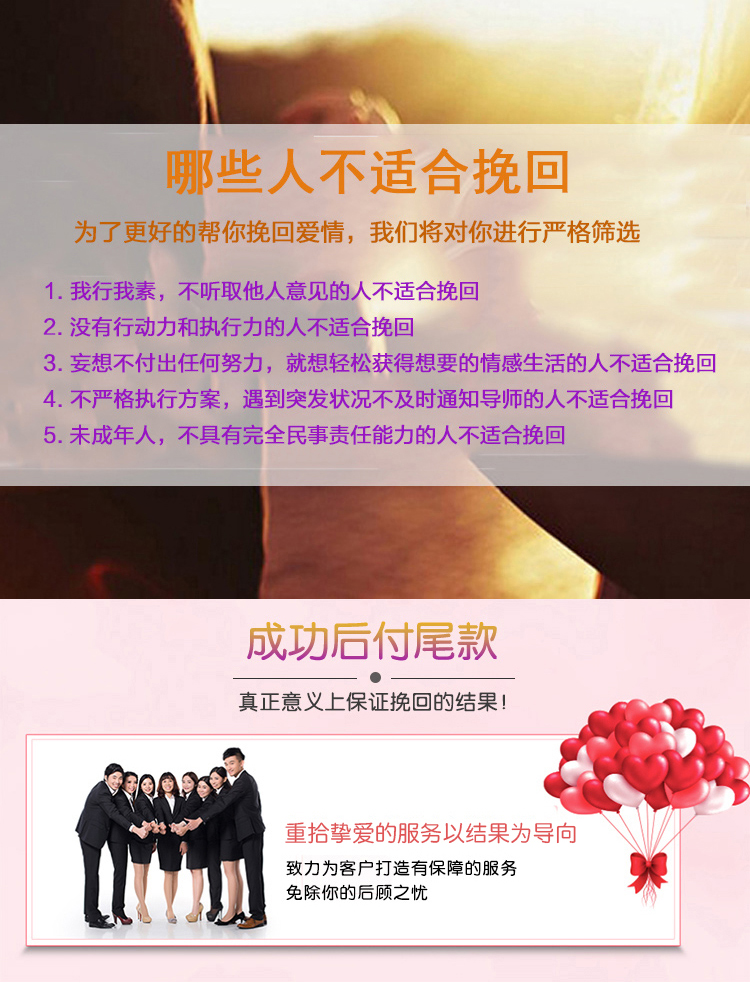 哪些人不适合挽回
为了更好的帮你挽回爱情，我们将对你进行严格筛选
1. 我行我素，不听取他人意见的人不适合挽回
2. 没有行动力和执行力的人不适合挽回
3. 妄想不付出任何努力，就想轻松获得想要的情感生活的人不适合挽回
4. 不严格执行方案，遇到突发状况不及时通知导师的人不适合挽回
5. 未成年人，不具有完全民事责任能力的人不适合挽回
成功后付尾款
真正意义上保证挽回的结果!
重拾挚爱的服务以结果为导向
致力为客户打造有保障的服务
免除你的后顾之忧